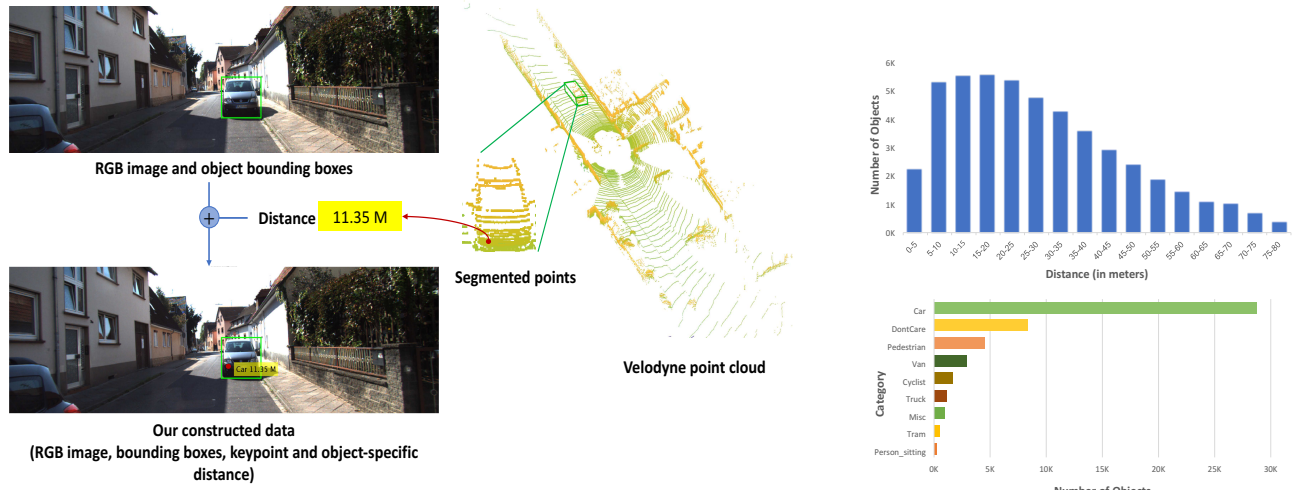 RGB image and object bounding boxes
+
Distance 11.35 M
Segmented points
Velodyne point cloud
Car 11.35 M
Our constructed data
(RGB image, bounding boxes, keypoint and object-specific
distance)
Number of Objects
6K
5K
4K
3K
2K
1K
0K
0-5 5-10 10-15 15-20 20-25 25-30 30-35 35-40 40-45 45-50 50-55 55-60 60-65 65-70 70-75 75-80
Distance (in meters)
Category
Car
DontCare
Pedestrian
Van
Cyclist
Truck
Misc
Tram
Person_sitting
0K 5K 10K 15K 20K 25K 30K
Number of Objects